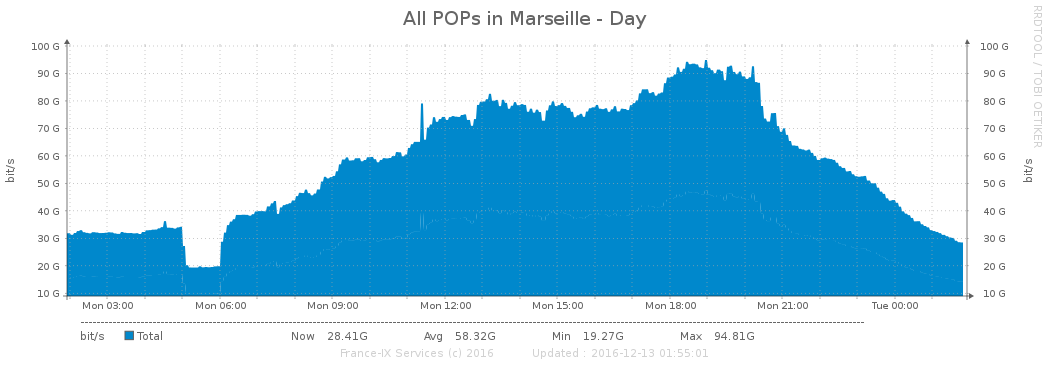 All POPs in Marseille - Day
RRDTOOL / TOBI OETIKER
100 G 100 G
90 G 90 G
80 G 80 G
70 G 70 G
60 G 60 G
50 G 50 G
40 G 40 G
30 G 30 G
20 G 20 G
10 G 10 G
bit/s
bit/s
Mon 03:00 Mon 06:00 Mon 09:00 Mon 12:00 Mon 15:00 Mon 18:00 Mon 21:00 Tue 00:00
bit/s Total Now 28.41G Avg 58.32G Min 19.27G Max 94.81G
France-IX Services (c) 2016 Updated : 2016-12-13 01:55:01